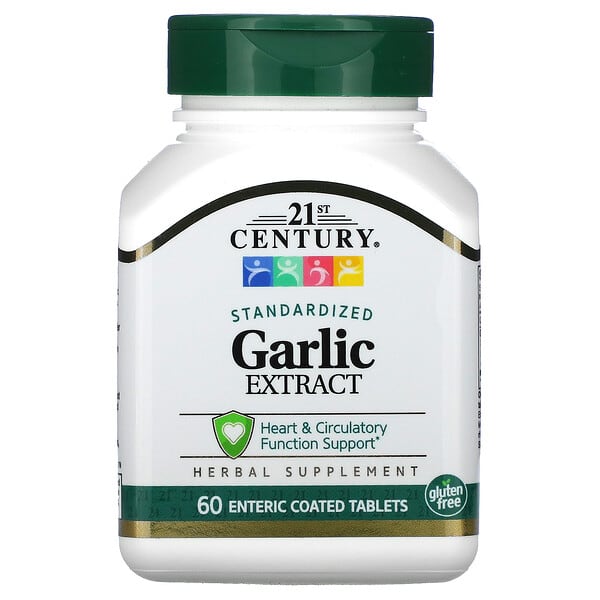 21ST
CENTURY®
STANDARDIZED
Garlic
EXTRACT
Heart & Circulatory
Function Support*
HERBAL SUPPLEMENT
60 ENTERIC COATED TABLETS
gluten
free